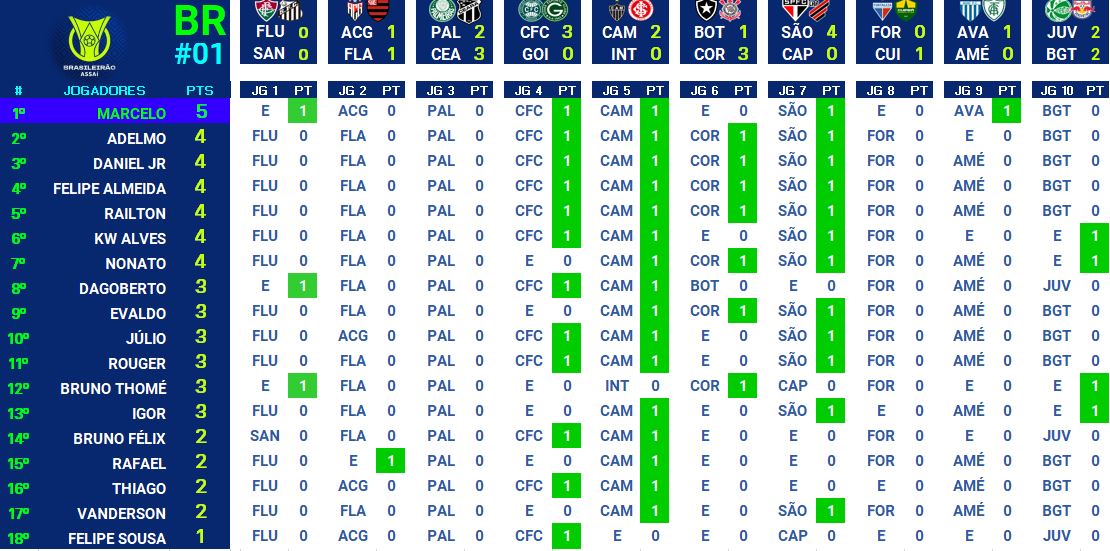 BR
#01
BRASILEIRÃO
ASSAÍ
FLU 0 ACG 1 PAL 2 CFC 3 CAM 2 BOT 1 SÃO 4 FOR 0 AVA 1 JUV 2
SAN 0 FLA 1 CEA 3 GOI 0 INT 0 COR 3 CAP 0 CUI 1 AMÉ 0 BGT 2
# JOGADORES PTS JG 1 PT JG 2 PT JG 3 PT JG 4 PT JG 5 PT JG 6 PT JG 7 PT JG 8 PT JG 9 PT JG 10 PT
1º MARCELO 5 E 1 ACG 0 PAL 0 CFC 1 CAM 1 E 0 SÃO 1 E 0 AVA 1 BGT 0
2º ADELMO 4 FLU 0 FLA 0 PAL 0 CFC 1 CAM 1 COR 1 SÃO 1 FOR 0 E 0 BGT 0
3º DANIEL JR 4 FLU 0 FLA 0 PAL 0 CFC 1 CAM 1 COR 1 SÃO 1 FOR 0 AMÉ 0 BGT 0
4º FELIPE ALMEIDA 4 FLU 0 FLA 0 PAL 0 CFC 1 CAM 1 COR 1 SÃO 1 FOR 0 AMÉ 0 BGT 0
5º RAILTON 4 FLU 0 FLA 0 PAL 0 CFC 1 CAM 1 COR 1 SÃO 1 FOR 0 AMÉ 0 BGT 0
6º KW ALVES 4 FLU 0 FLA 0 PAL 0 CFC 1 CAM 1 E 0 SÃO 1 FOR 0 E 0 E 1
7º NONATO 4 FLU 0 FLA 0 PAL 0 E 0 CAM 1 COR 1 SÃO 1 FOR 0 AMÉ 0 E 1
8º DAGOBERTO 3 E 1 FLA 0 PAL 0 CFC 1 CAM 1 BOT 0 E 0 FOR 0 AMÉ 0 JUV 0
9º EVALDO 3 FLU 0 FLA 0 PAL 0 E 0 CAM 1 COR 1 SÃO 1 FOR 0 E 0 BGT 0
10º JÚLIO 3 FLU 0 ACG 0 PAL 0 CFC 1 CAM 1 E 0 SÃO 1 FOR 0 AMÉ 0 BGT 0
11º ROUGER 3 FLU 0 FLA 0 PAL 0 CFC 1 CAM 1 E 0 SÃO 1 FOR 0 AMÉ 0 BGT 0
12º BRUNO THOMÉ 3 E 1 FLA 0 PAL 0 E 0 INT 0 COR 1 CAP 0 FOR 0 E 0 E 1
13º IGOR 3 FLU 0 FLA 0 PAL 0 E 0 CAM 1 E 0 SÃO 1 E 0 AMÉ 0 E 1
14º BRUNO FÉLIX 2 SAN 0 FLA 0 PAL 0 CFC 1 CAM 1 E 0 E 0 FOR 0 E 0 JUV 0
15º RAFAEL 2 FLU 0 E 1 PAL 0 E 0 CAM 1 E 0 E 0 FOR 0 AMÉ 0 BGT 0
16º THIAGO 2 FLU 0 ACG 0 PAL 0 CFC 1 CAM 1 E 0 E 0 E 0 AMÉ 0 BGT 0
17º VANDERSON 2 FLU 0 FLA 0 PAL 0 E 0 CAM 1 E 0 SÃO 1 FOR 0 AMÉ 0 BGT 0
18º FELIPE SOUSA 1 FLU 0 ACG 0 PAL 0 CFC 1 E 0 E 0 CAP 0 E 0 AMÉ 0 JUV 0